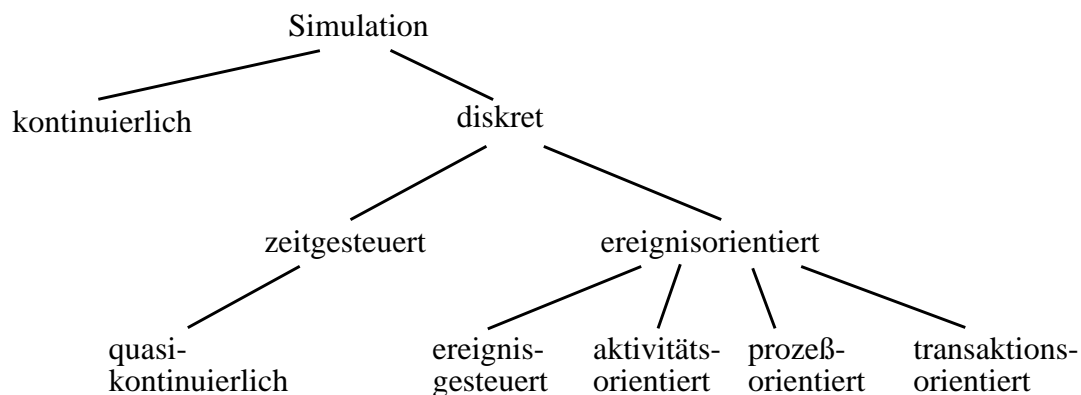 Simulation
kontinuierlich
diskret
zeitgesteuert
ereignisorientiert
quasi-
kontinuierlich
ereignis-
gesteuert
aktivitäts-
orientiert
prozeß-
orientiert
transaktions-
orientiert